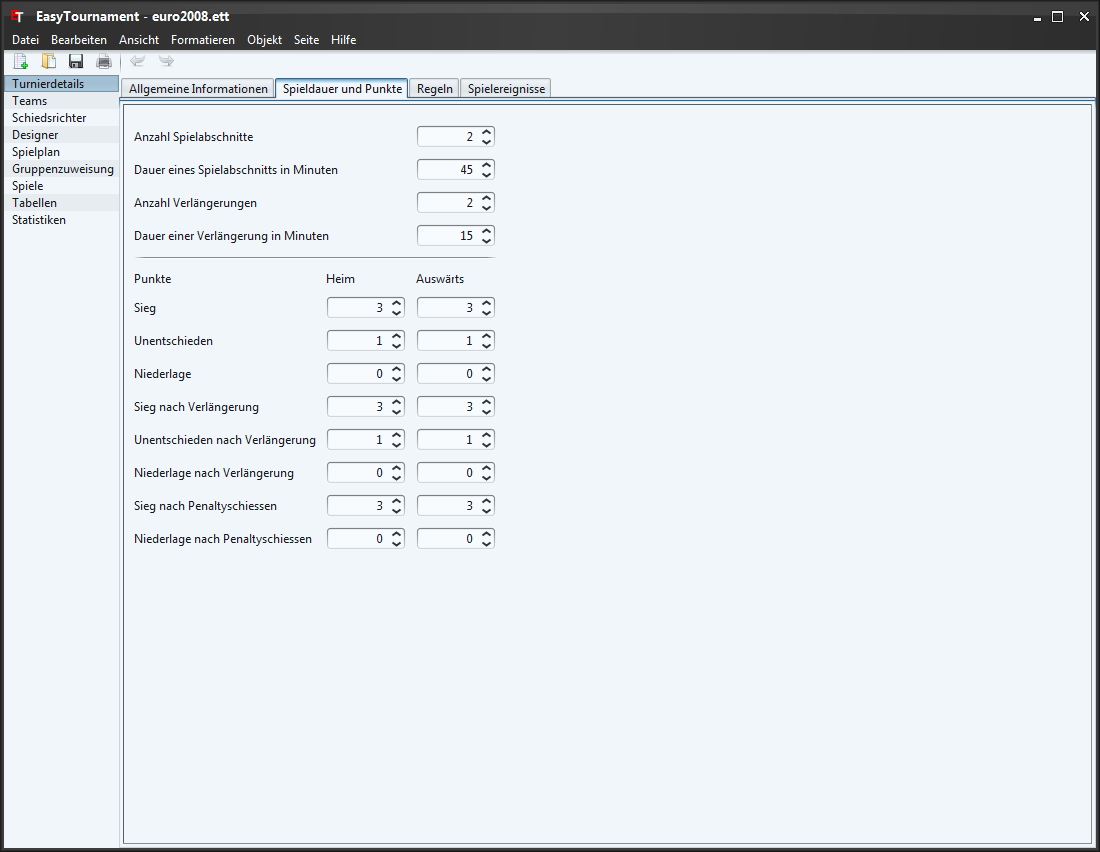 ET EasyTournament - euro2008.ett
Datei Bearbeiten Ansicht Formatieren Objekt Seite Hilfe
Turnierdetails
Teams
Schiedsrichter
Designer
Spielplan
Gruppenzuweisung
Spiele
Tabellen
Statistiken
Allgemeine Informationen Spieldauer und Punkte Regeln Spielereignisse
Anzahl Spielabschnitte 2
Dauer eines Spielabschnitts in Minuten 45
Anzahl Verlängerungen 2
Dauer einer Verlängerung in Minuten 15
Punkte Heim Auswärts
Sieg 3 3
Unentschieden 1 1
Niederlage 0 0
Sieg nach Verlängerung 3 3
Unentschieden nach Verlängerung 1 1
Niederlage nach Verlängerung 0 0
Sieg nach Penaltyschiessen 3 3
Niederlage nach Penaltyschiessen 0 0